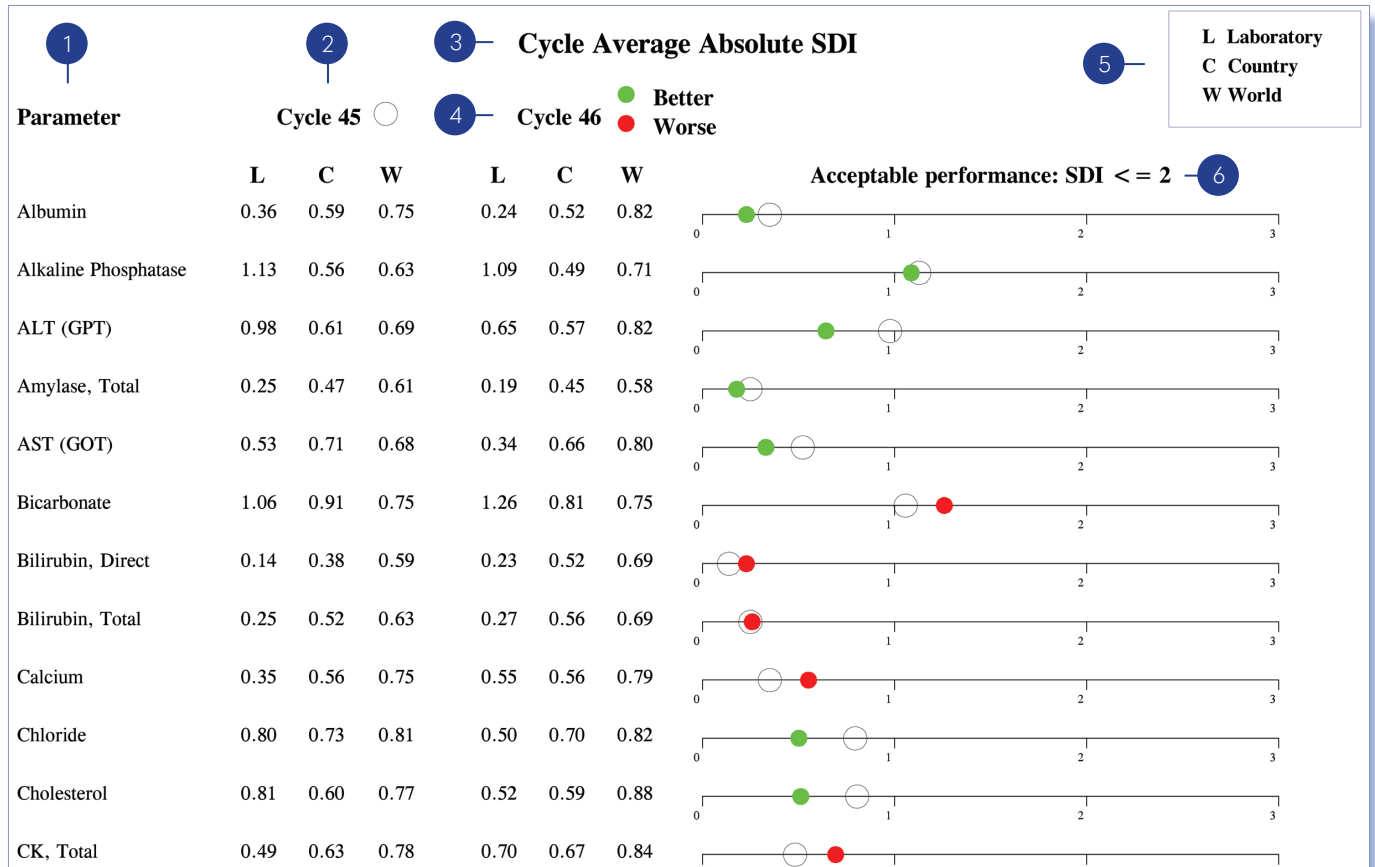 1 2 3 Cycle Average Absolute SDI
5 L Laboratory
C Country
W World
Parameter Cycle 45 4 Cycle 46 Better
Worse
L C W L C W Acceptable performance: SDI < = 2 6
Albumin 0.36 0.59 0.75 0.24 0.52 0.82
0 1 2 3
Alkaline Phosphatase 1.13 0.56 0.63 1.09 0.49 0.71
0 1 2 3
ALT (GPT) 0.98 0.61 0.69 0.65 0.57 0.82
0 1 2 3
Amylase, Total 0.25 0.47 0.61 0.19 0.45 0.58
0 1 2 3
AST (GOT) 0.53 0.71 0.68 0.34 0.66 0.80
0 1 2 3
Bicarbonate 1.06 0.91 0.75 1.26 0.81 0.75
0 1 2 3
Bilirubin, Direct 0.14 0.38 0.59 0.23 0.52 0.69
0 1 2 3
Bilirubin, Total 0.25 0.52 0.63 0.27 0.56 0.69
0 1 2 3
Calcium 0.35 0.56 0.75 0.55 0.56 0.79
0 1 2 3
Chloride 0.80 0.73 0.81 0.50 0.70 0.82
0 1 2 3
Cholesterol 0.81 0.60 0.77 0.52 0.59 0.88
0 1 2 3
CK, Total 0.49 0.63 0.78 0.70 0.67 0.84